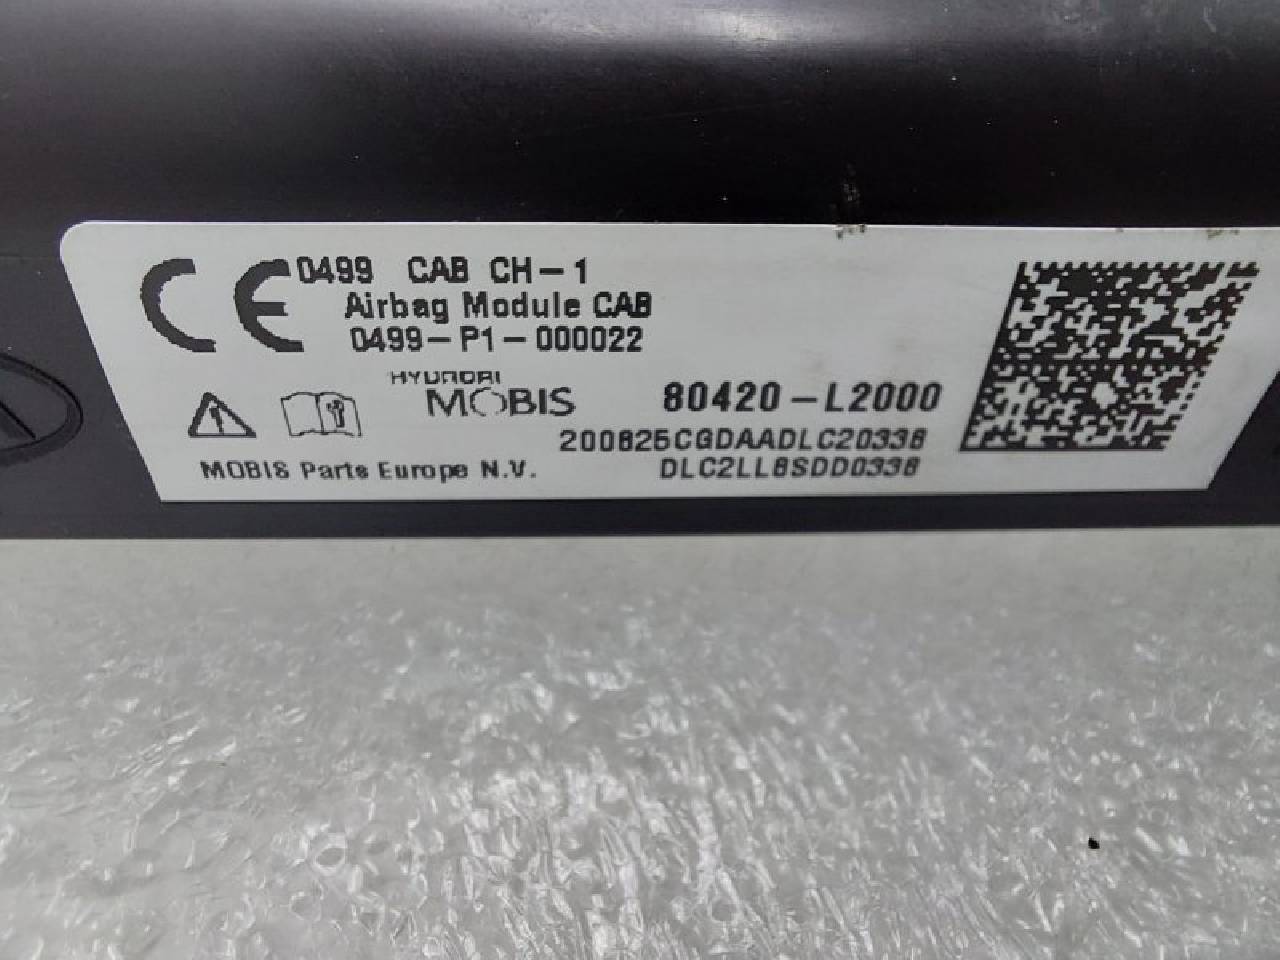 CE 0499 CAB CH-1
Airbag Module CAB
0499-P1-000022
HYUNDAI
MOBIS
80420-L2000
200825CGDAADLC20338
MOBIS Parts Europe N.V.
DLC2LL8SDD0338